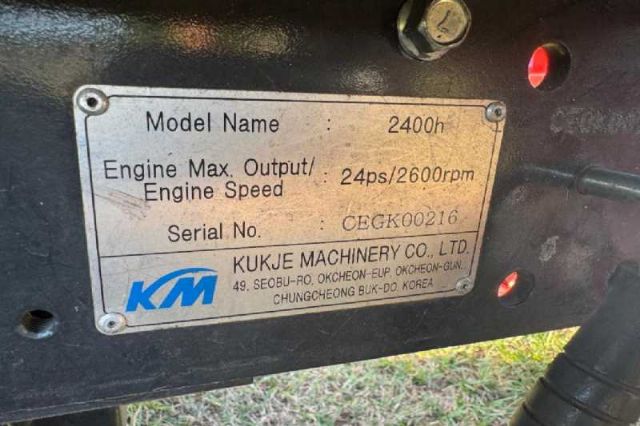 Model Name : 2400h
Engine Max. Output/
Engine Speed : 24ps/2600rpm
Serial No. : CEGK00216
KM
KUKJE MACHINERY CO., LTD.
49, SEOBU-RO, OKCHEON-EUP, OKCHEON-GUN,
CHUNGCHEONG BUK-DO, KOREA